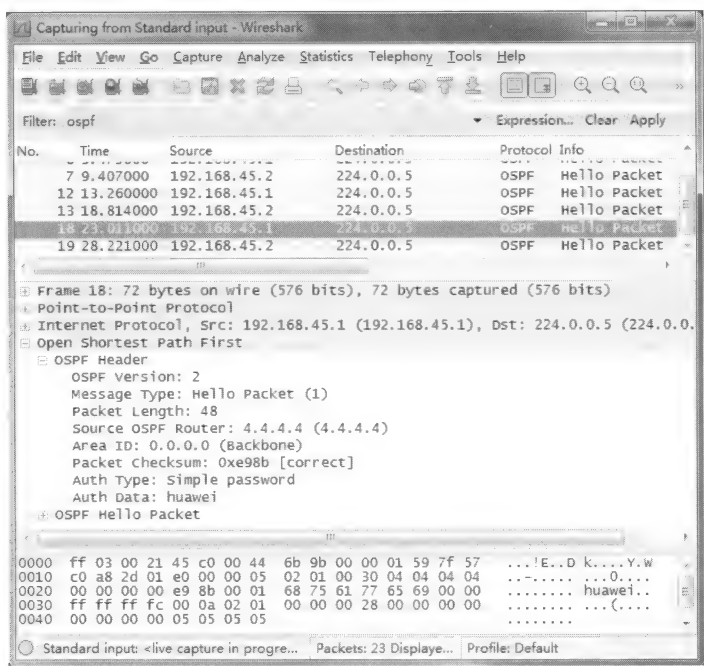 Capturing from Standard input - Wireshark
File Edit View Go Capture Analyze Statistics Telephony Tools Help
Filter: ospf Expression... Clear Apply
No. Time Source Destination Protocol Info
7 9.407000 192.168.45.2 224.0.0.5 OSPF Hello Packet
12 13.260000 192.168.45.1 224.0.0.5 OSPF Hello Packet
13 18.814000 192.168.45.2 224.0.0.5 OSPF Hello Packet
18 23.011000 192.168.45.1 224.0.0.5 OSPF Hello Packet
19 28.221000 192.168.45.2 224.0.0.5 OSPF Hello Packet
Frame 18: 72 bytes on wire (576 bits), 72 bytes captured (576 bits)
Point-to-Point Protocol
Internet Protocol, Src: 192.168.45.1 (192.168.45.1), Dst: 224.0.0.5 (224.0.0.
Open Shortest Path First
OSPF Header
OSPF Version: 2
Message Type: Hello Packet (1)
Packet Length: 48
Source OSPF Router: 4.4.4.4 (4.4.4.4)
Area ID: 0.0.0.0 (Backbone)
Packet Checksum: 0xe98b [correct]
Auth Type: Simple password
Auth Data: huawei
OSPF Hello Packet
0000 ff 03 00 21 45 c0 00 44 6b 9b 00 00 01 59 7f 57 ...!E..D k....Y.W
0010 c0 a8 2d 01 e0 00 00 05 02 01 00 30 04 04 04 04 ..-..... ...0....
0020 00 00 00 00 e9 8b 00 01 68 75 61 77 65 69 00 00 ........ huawei..
0030 ff ff ff fc 00 0a 02 01 00 00 00 28 00 00 00 00 ........ ...(....
0040 00 00 00 00 05 05 05 05 ........
Standard input: <live capture in progre... Packets: 23 Displaye... Profile: Default